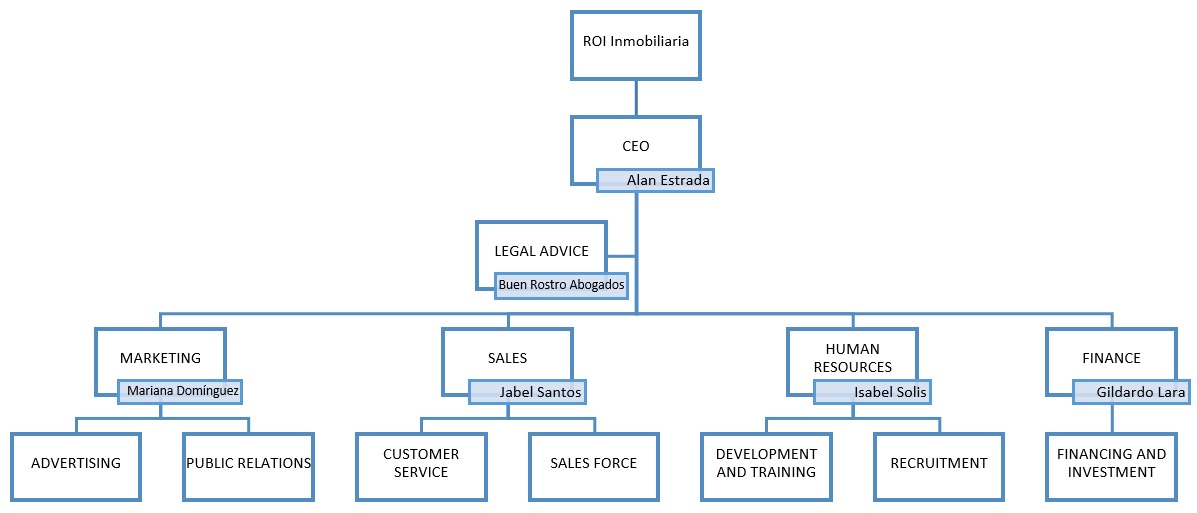 ROI Inmobiliaria
CEO
Alan Estrada
LEGAL ADVICE
Buen Rostro Abogados
MARKETING
Mariana Domínguez
SALES
Jabel Santos
HUMAN
RESOURCES
Isabel Solis
FINANCE
Gildardo Lara
ADVERTISING
PUBLIC RELATIONS
CUSTOMER
SERVICE
SALES FORCE
DEVELOPMENT
AND TRAINING
RECRUITMENT
FINANCING AND
INVESTMENT